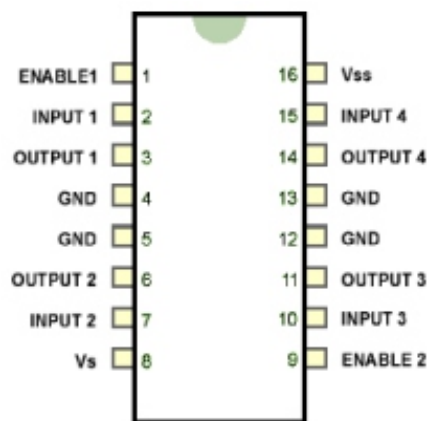 ENABLE1 1 16 Vss
INPUT 1 2 15 INPUT 4
OUTPUT 1 3 14 OUTPUT 4
GND 4 13 GND
GND 5 12 GND
OUTPUT 2 6 11 OUTPUT 3
INPUT 2 7 10 INPUT 3
Vs 8 9 ENABLE 2